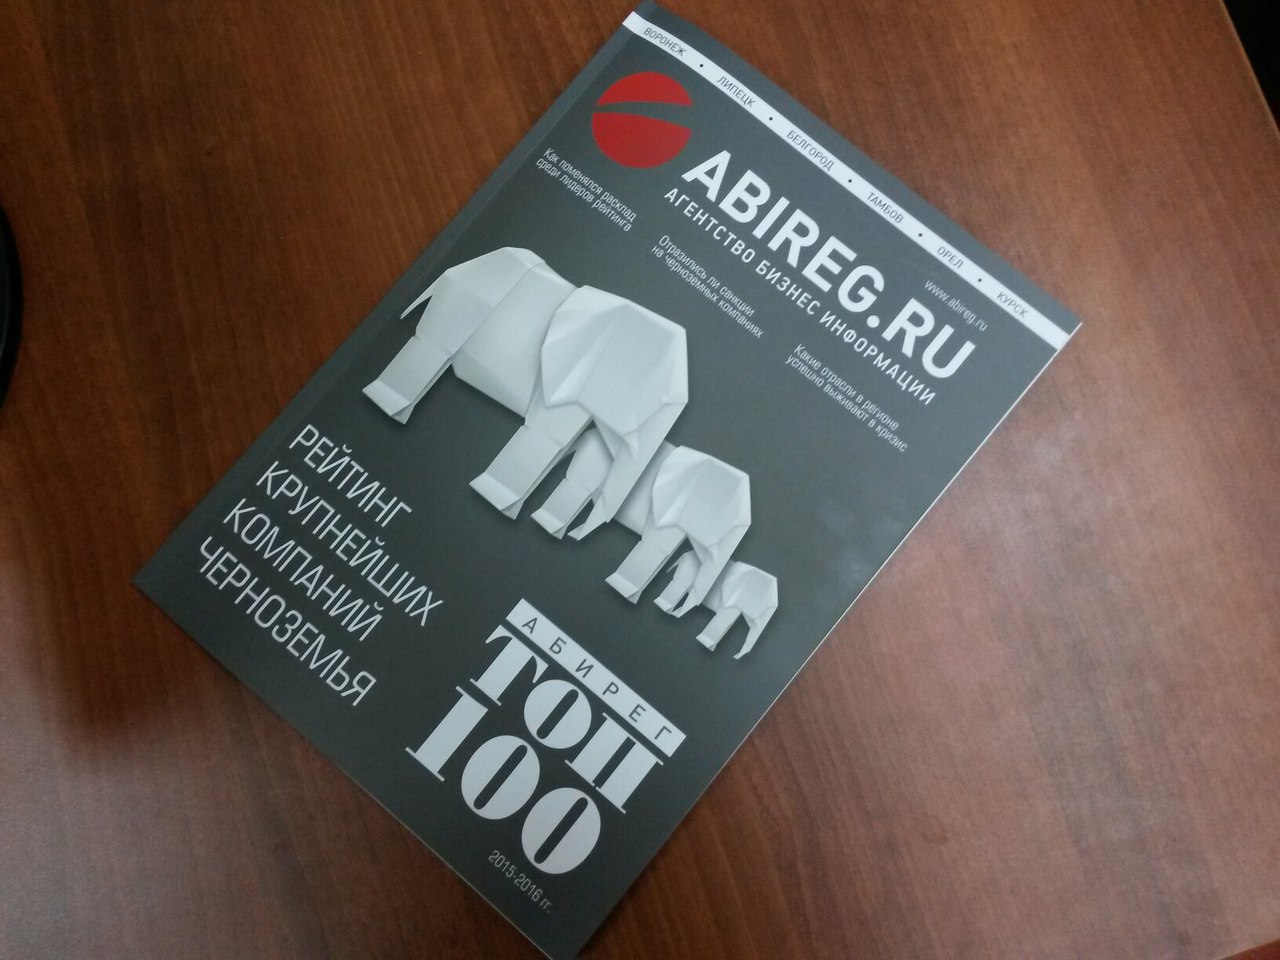 ВОРОНЕЖ • ЛИПЕЦК • БЕЛГОРОД • ТАМБОВ • ОРЕЛ • КУРСК
www.abireg.ru
ABIREG.RU
АГЕНТСТВО БИЗНЕС ИНФОРМАЦИИ
Как поменялся расклад
среди лидеров рейтинга
Отразились ли санкции
на черноземных компаниях
Какие отрасли в регионе
успешно выживают в кризис
РЕЙТИНГ
КРУПНЕЙШИХ
КОМПАНИЙ
ЧЕРНОЗЕМЬЯ
АБИРЕГ
ТОП
100
2015-2016 гг.